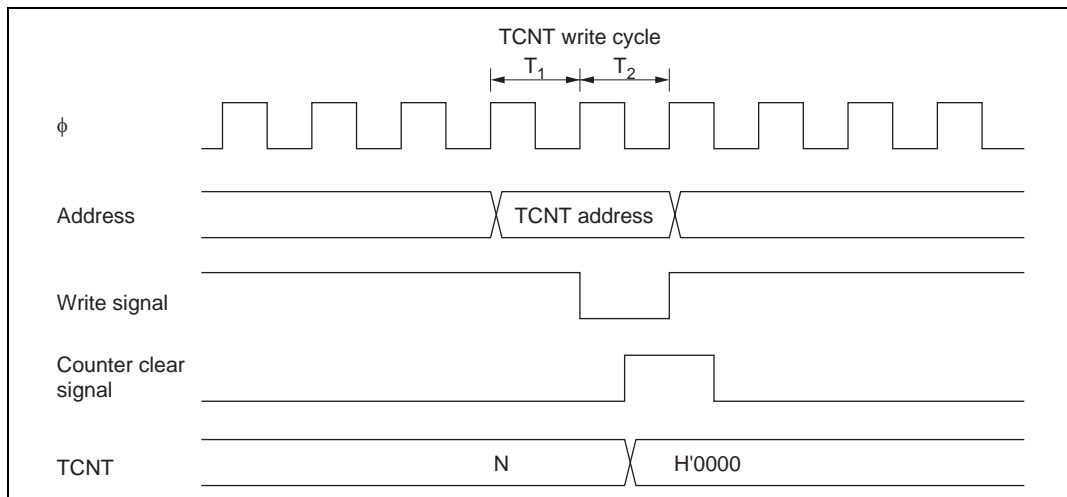 TCNT write cycle
T1 T2
ϕ
Address
TCNT address
Write signal
Counter clear
signal
TCNT
N
H'0000